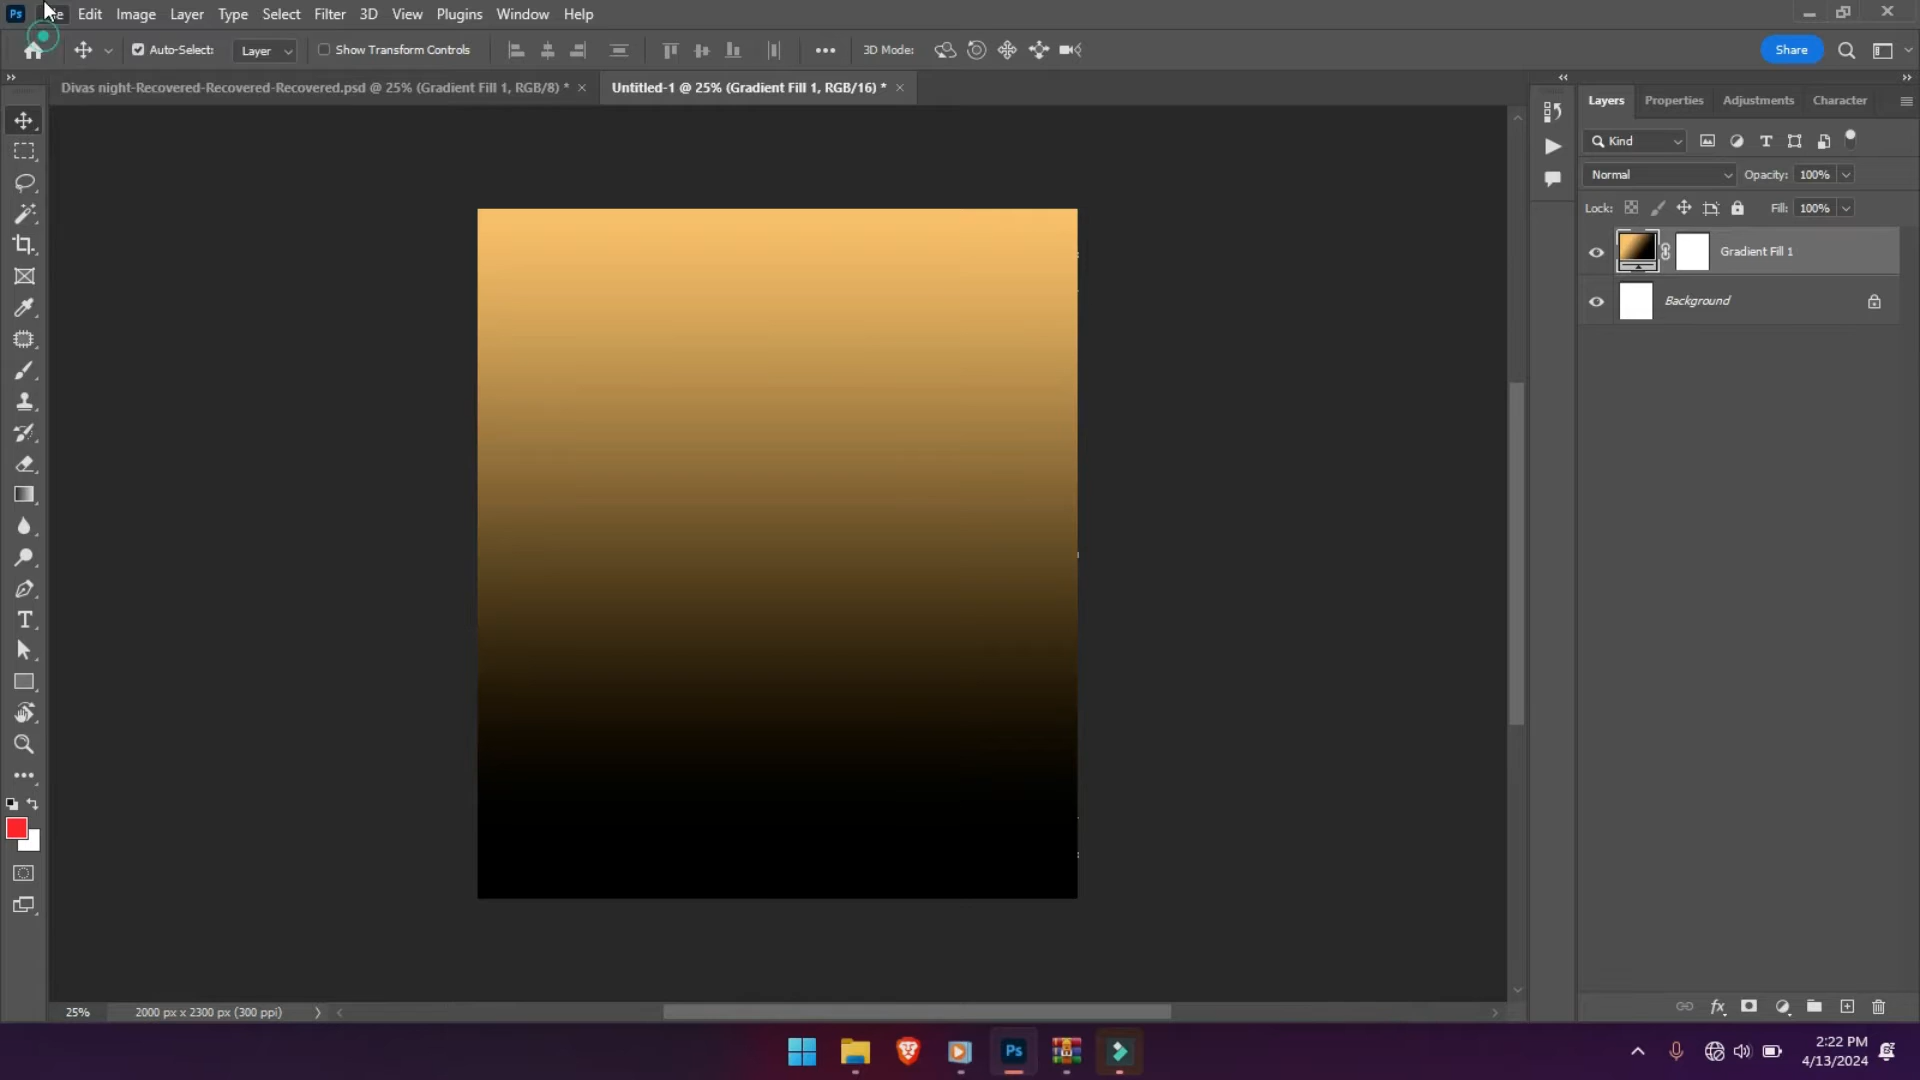 Ps File Edit Image Layer Type Select Filter 3D View Plugins Window Help
Auto-Select: Layer Show Transform Controls 3D Mode: Share
Divas night-Recovered-Recovered-Recovered.psd @ 25% (Gradient Fill 1, RGB/8) * Untitled-1 @ 25% (Gradient Fill 1, RGB/16) *
Layers Properties Adjustments Character
Kind
Normal Opacity: 100%
Lock: Fill: 100%
Gradient Fill 1
Background
25% 2000 px x 2300 px (300 ppi)
Ps
2:22 PM
4/13/2024